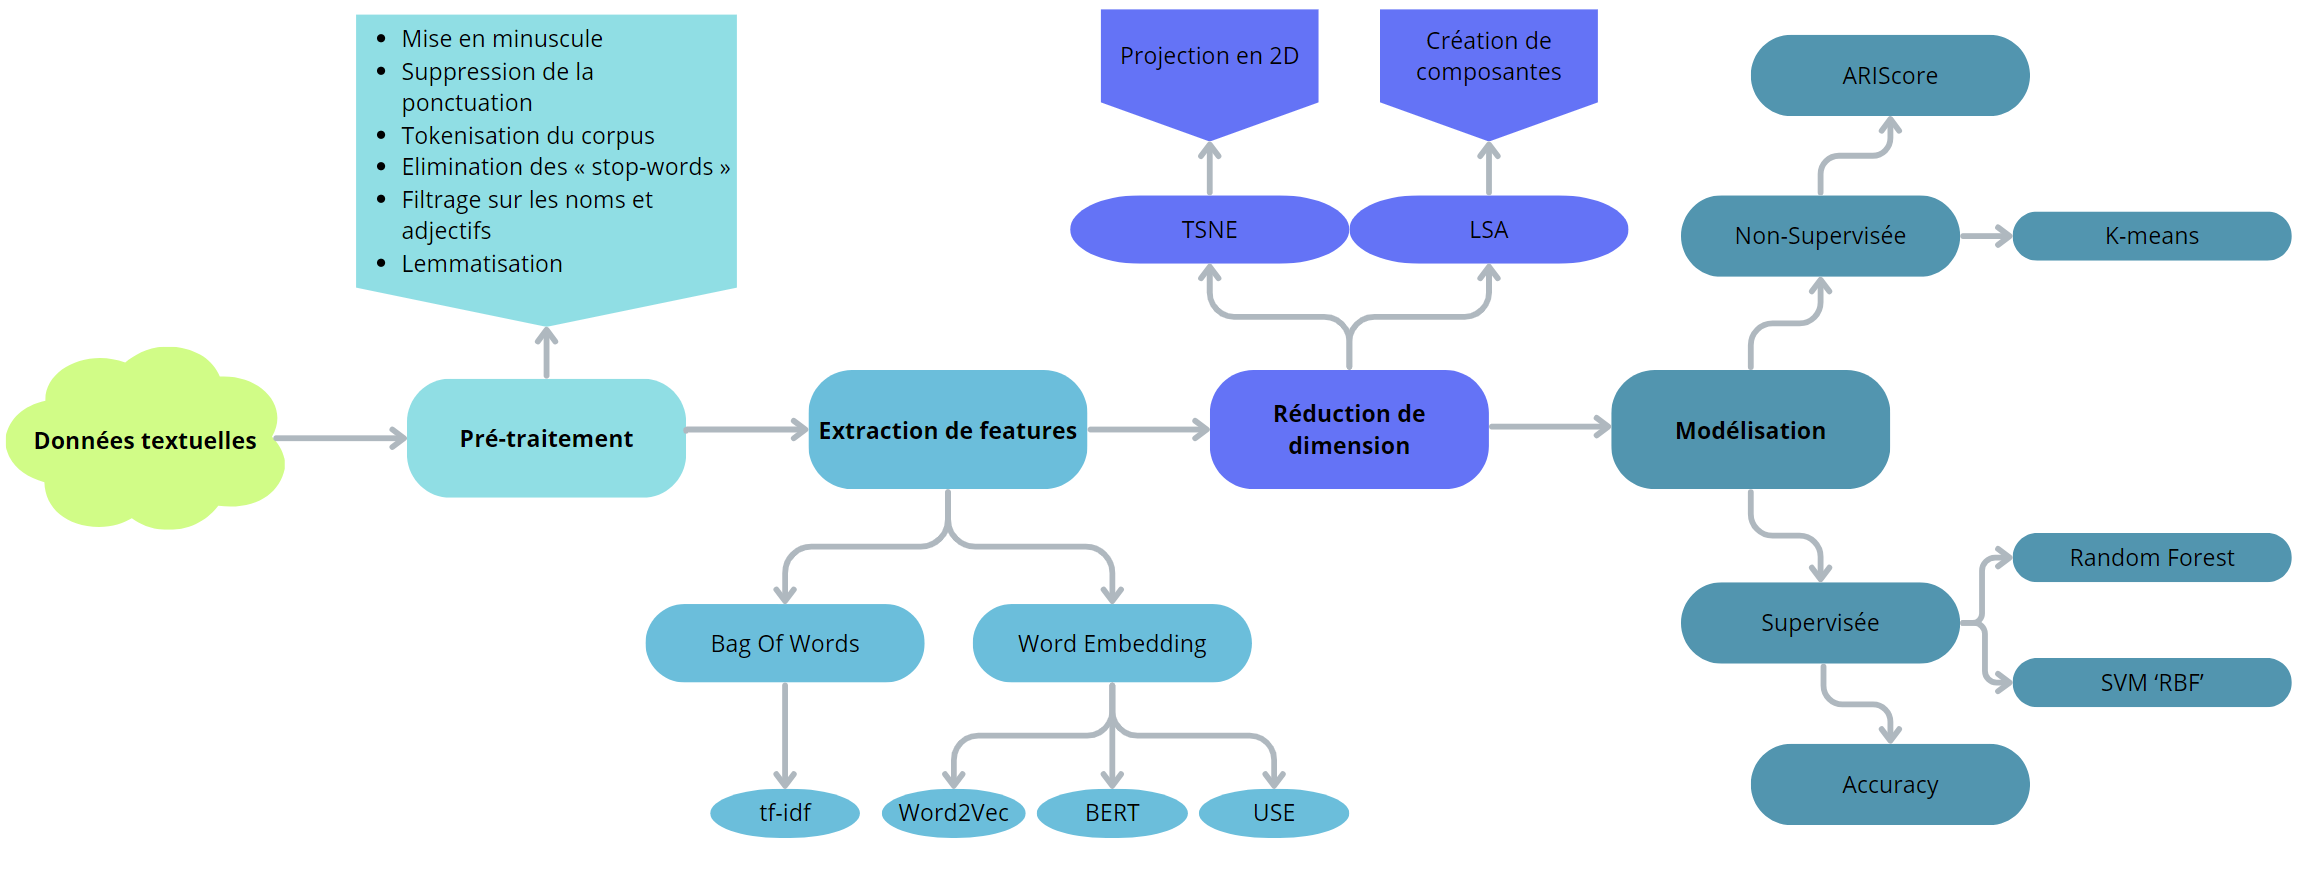 • Mise en minuscule
• Suppression de la
ponctuation
• Tokenisation du corpus
• Elimination des « stop-words »
• Filtrage sur les noms et
adjectifs
• Lemmatisation
Projection en 2D
Création de
composantes
ARIScore
TSNE
LSA
Non-Supervisée
K-means
Données textuelles
Pré-traitement
Extraction de features
Réduction de
dimension
Modélisation
Random Forest
Supervisée
SVM ‘RBF’
Bag Of Words
Word Embedding
Accuracy
tf-idf
Word2Vec
BERT
USE